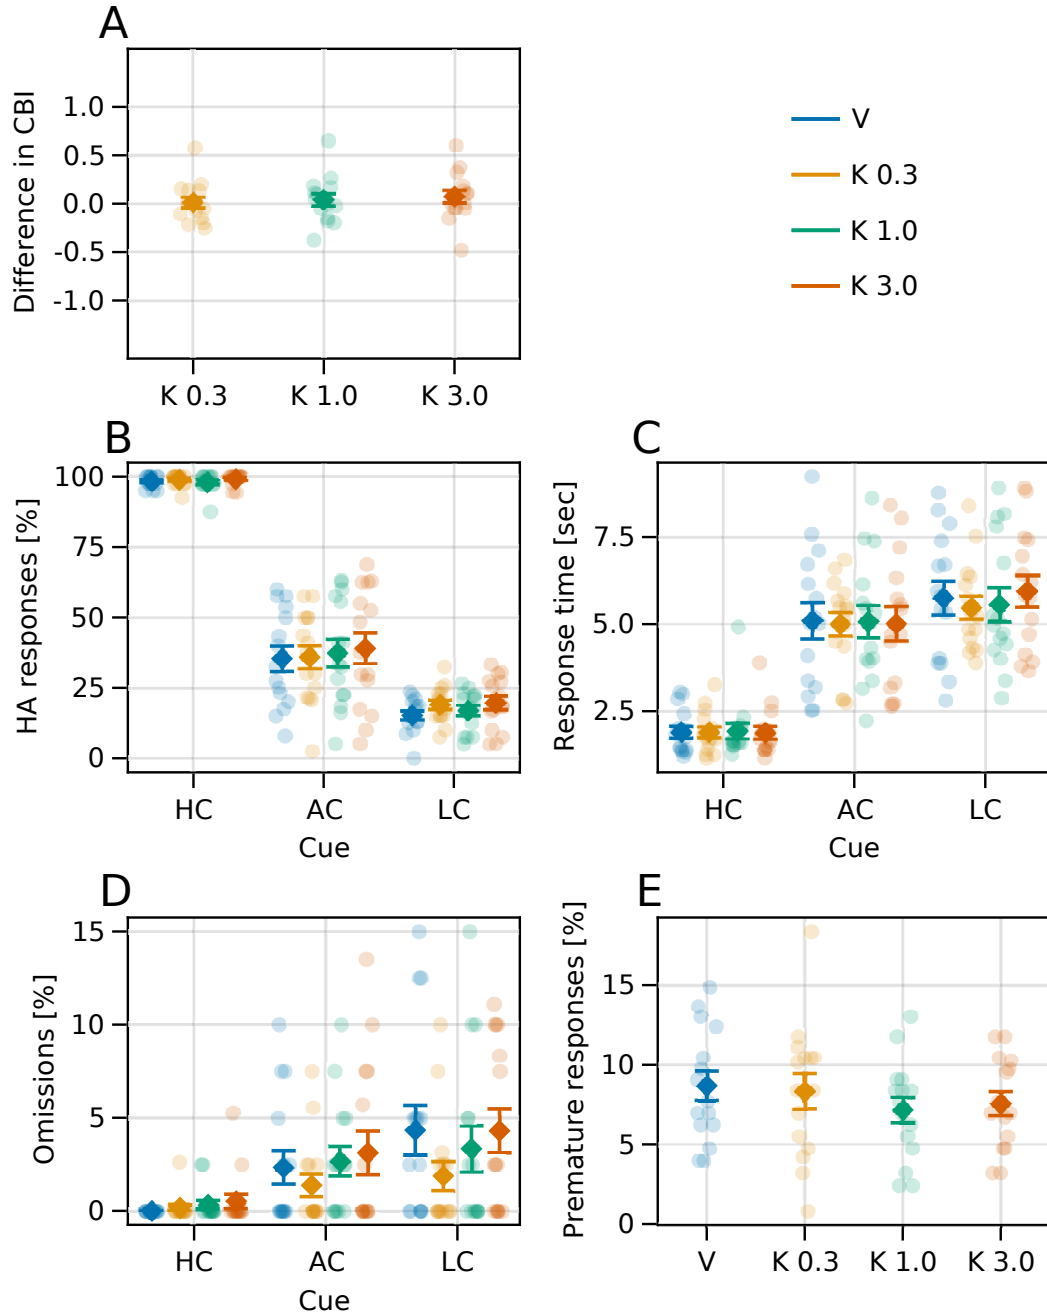 A
Difference in CBI
1.0
0.5
0.0
-0.5
-1.0
K 0.3 K 1.0 K 3.0
V
K 0.3
K 1.0
K 3.0
B
HA responses [%]
100
75
50
25
0
HC AC LC
Cue
C
Response time [sec]
7.5
5.0
2.5
HC AC LC
Cue
D
Omissions [%]
15
10
5
0
HC AC LC
Cue
E
Premature responses [%]
15
10
5
0
V K 0.3 K 1.0 K 3.0